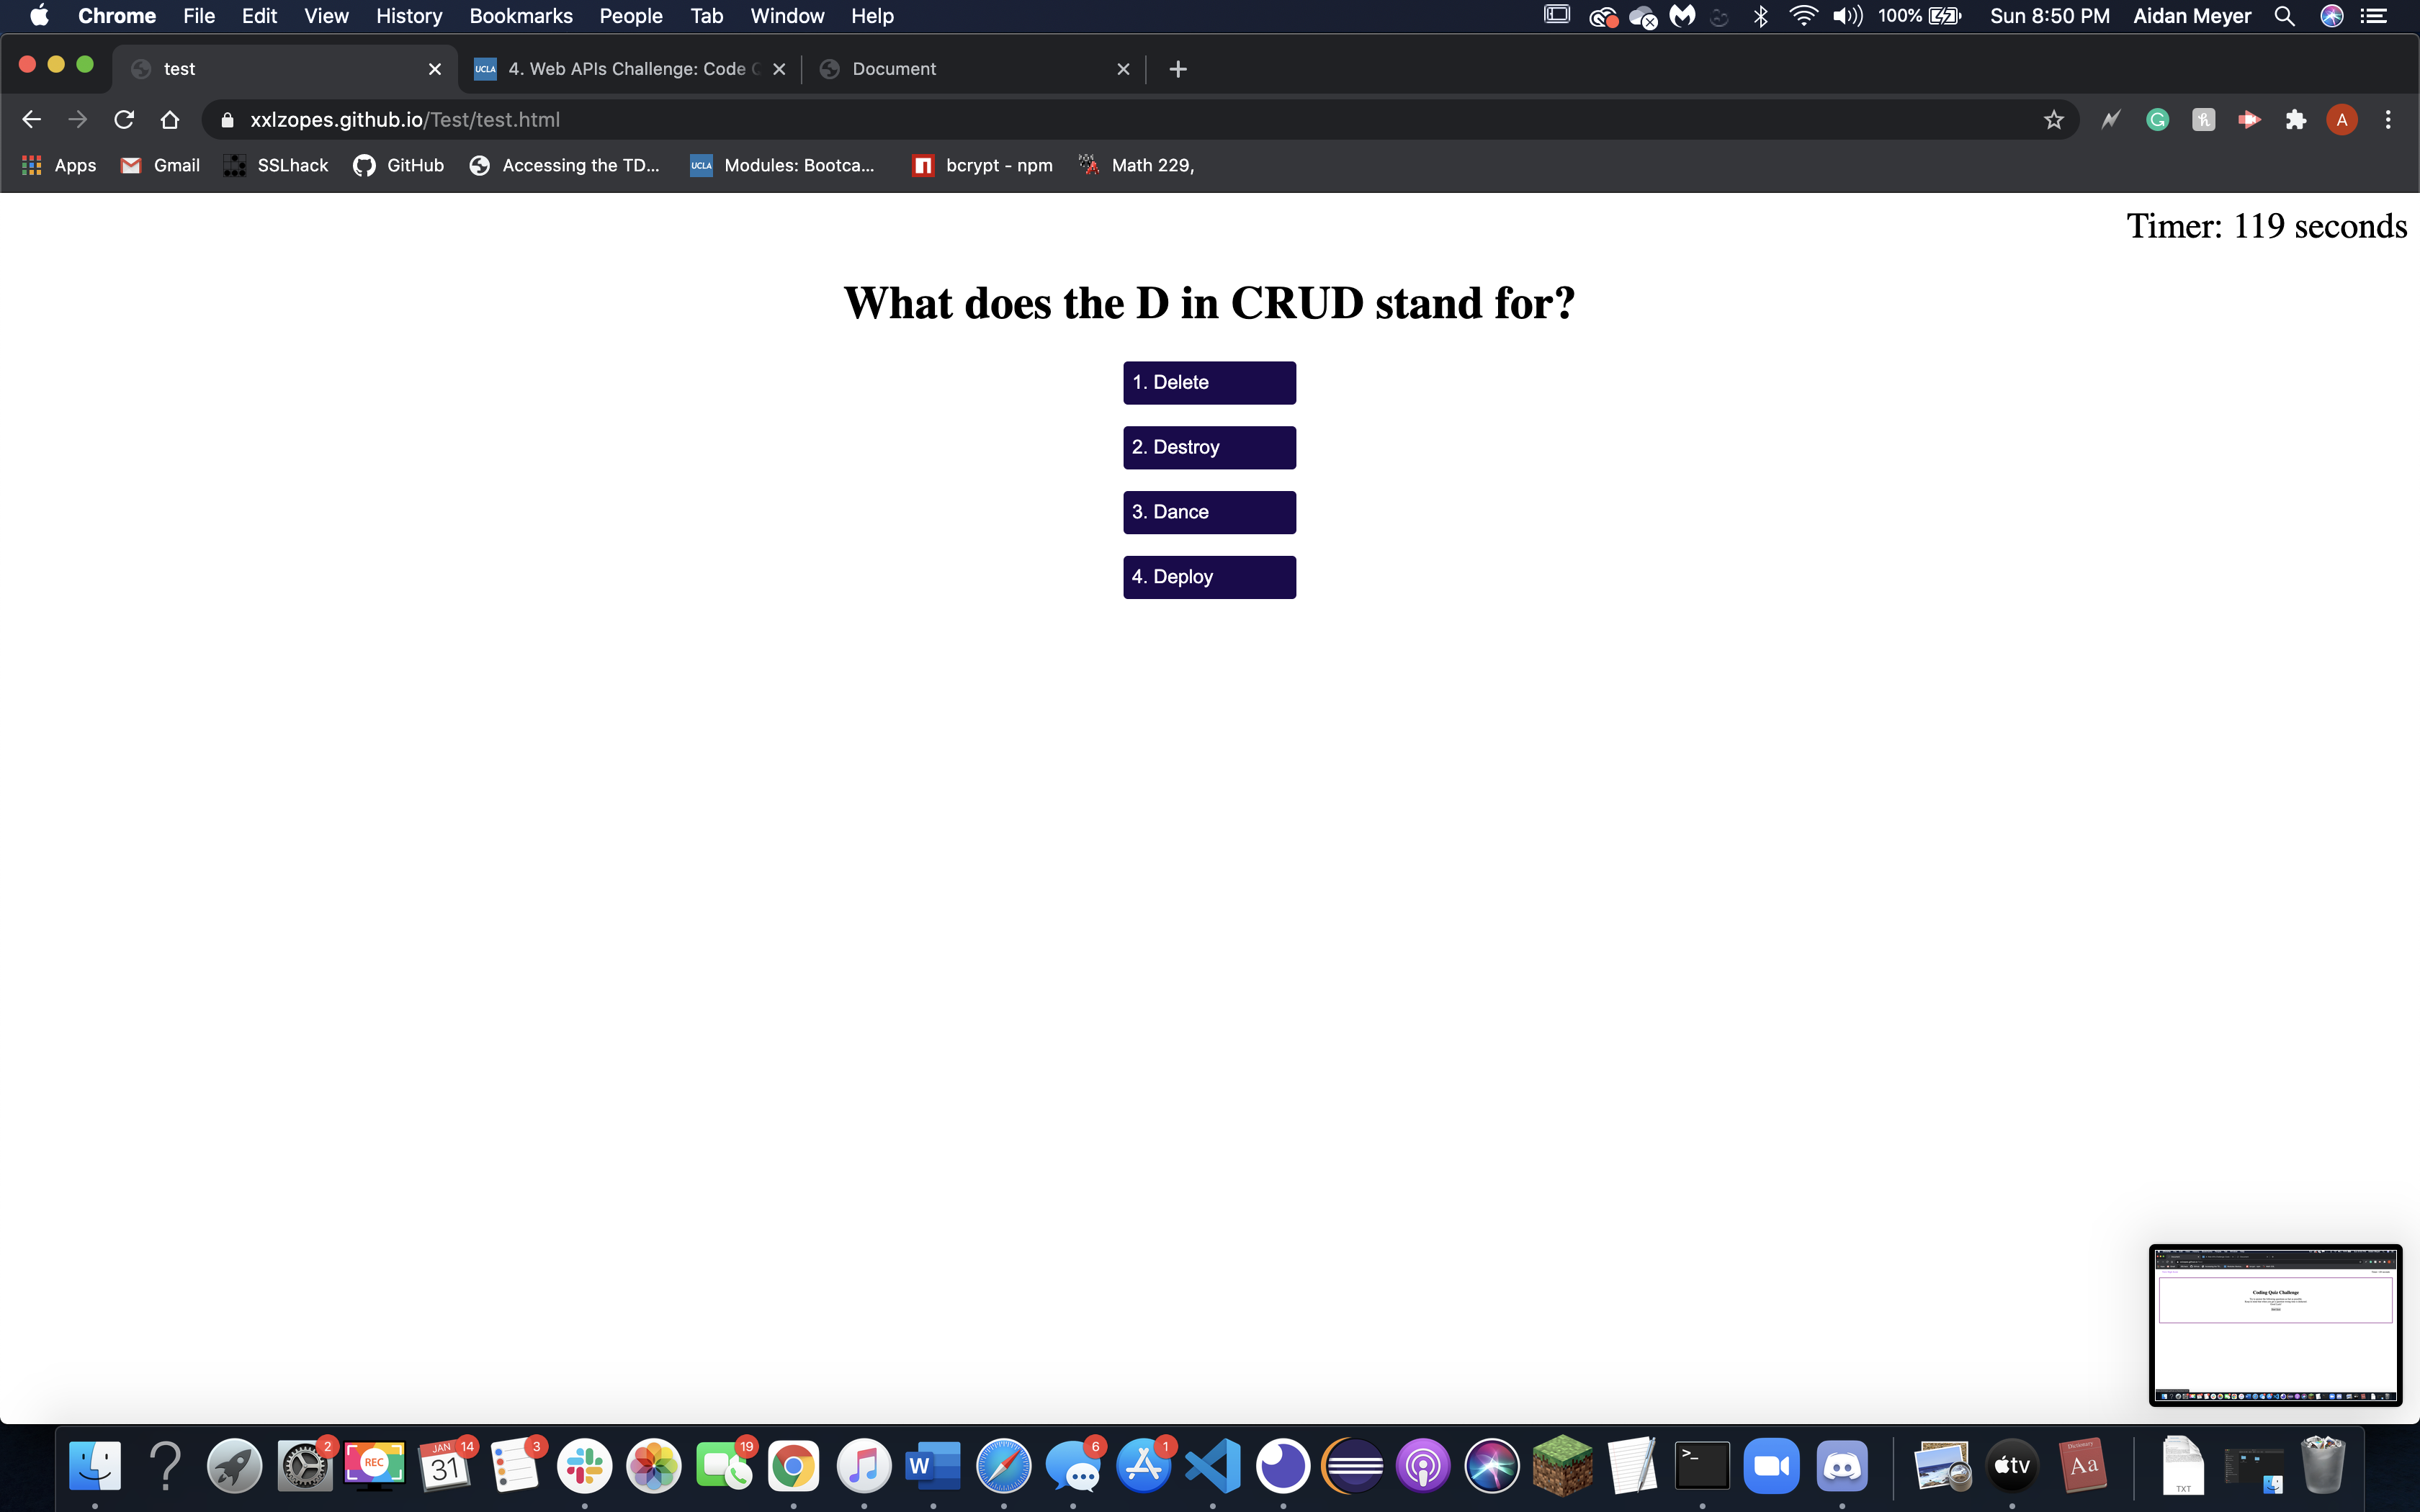 Chrome File Edit View History Bookmarks People Tab Window Help 100% Sun 8:50 PM Aidan Meyer
test UCLA 4. Web APIs Challenge: Code Document
xxlzopes.github.io/Test/test.html A
Apps Gmail SSLhack GitHub Accessing the TD... UCLA Modules: Bootca... bcrypt - npm Math 229,
Timer: 119 seconds
What does the D in CRUD stand for?
1. Delete
2. Destroy
3. Dance
4. Deploy
Coding Quiz Challenge
2 REC JAN 14 31 3 19 W 6 1 >_ tv Dictionary Aa TXT